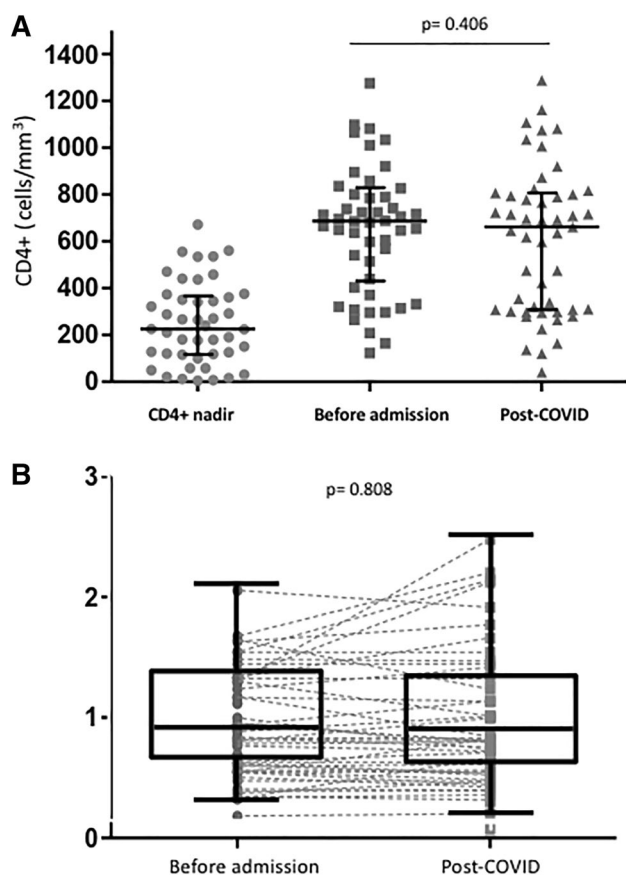 A
p= 0.406
CD4+ ( cells/mm³)
1400
1200
1000
800
600
400
200
0
CD4+ nadir
Before admission
Post-COVID
B
p= 0.808
3
2
1
0
Before admission
Post-COVID